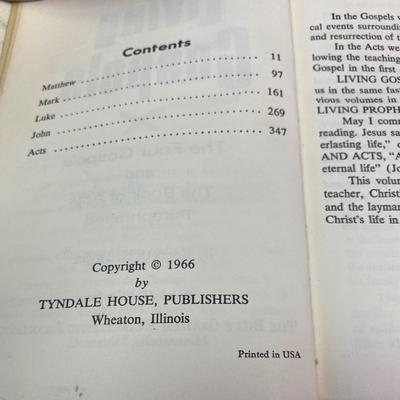 Contents
Matthew ........................................ 11
Mark ........................................ 97
Luke ........................................ 161
John ........................................ 269
Acts ........................................ 347
Copyright © 1966
by
TYNDALE HOUSE, PUBLISHERS
Wheaton, Illinois
Printed in USA
In the Gospels w
cal events surroundi
and resurrection of t
In the Acts we
lowing the teaching
Gospel in the first
LIVING GOS
us in the same fas
vious volumes in
LIVING PROPH
May I comm
reading. Jesus sa
erlasting life,"
AND ACTS, "A
eternal life" (Jo
This volu
teacher, Christ
and the layma
Christ's life in